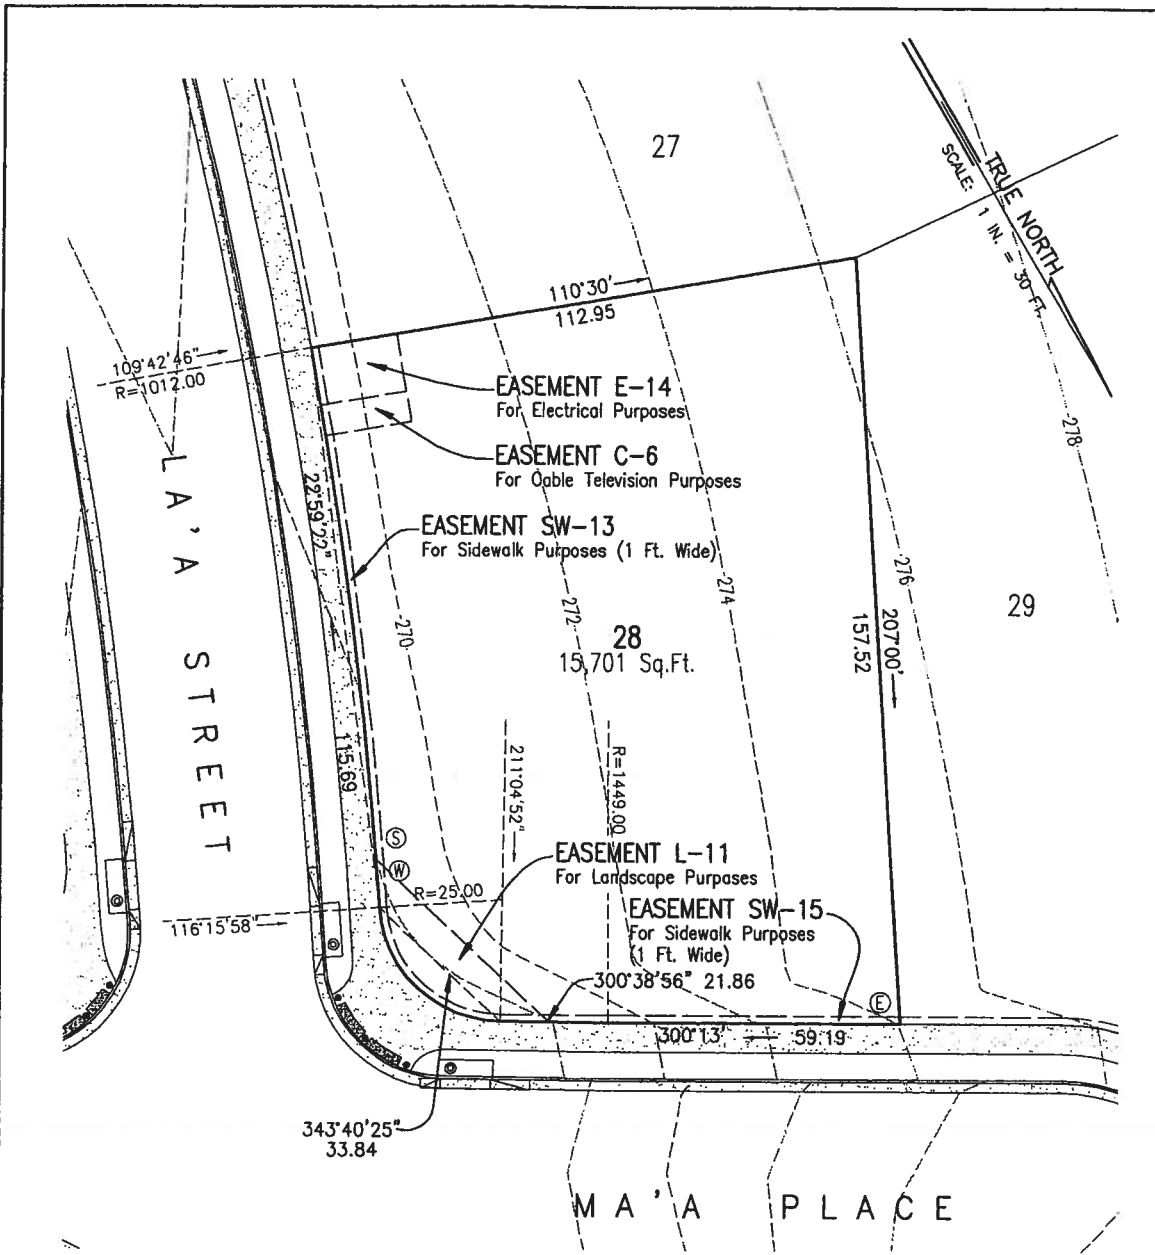 27
TRUE NORTH
SCALE: 1 IN. = 30 FT.
110°30'
112.95
109°42'46"
R=1012.00
EASEMENT E-14
For Electrical Purposes
EASEMENT C-6
For Cable Television Purposes
EASEMENT SW-13
For Sidewalk Purposes (1 Ft. Wide)
278
276
274
272
270
22°59'22"
115.69
LA'A STREET
28
15,701 Sq.Ft.
29
207°00'
157.52
211°04'52"
R=1449.00
S
W
R=25.00
116°15'58"
EASEMENT L-11
For Landscape Purposes
EASEMENT SW-15
For Sidewalk Purposes
(1 Ft. Wide)
300°38'56" 21.86
E
300°13' 59.19
343°40'25"
33.84
MA'A PLACE